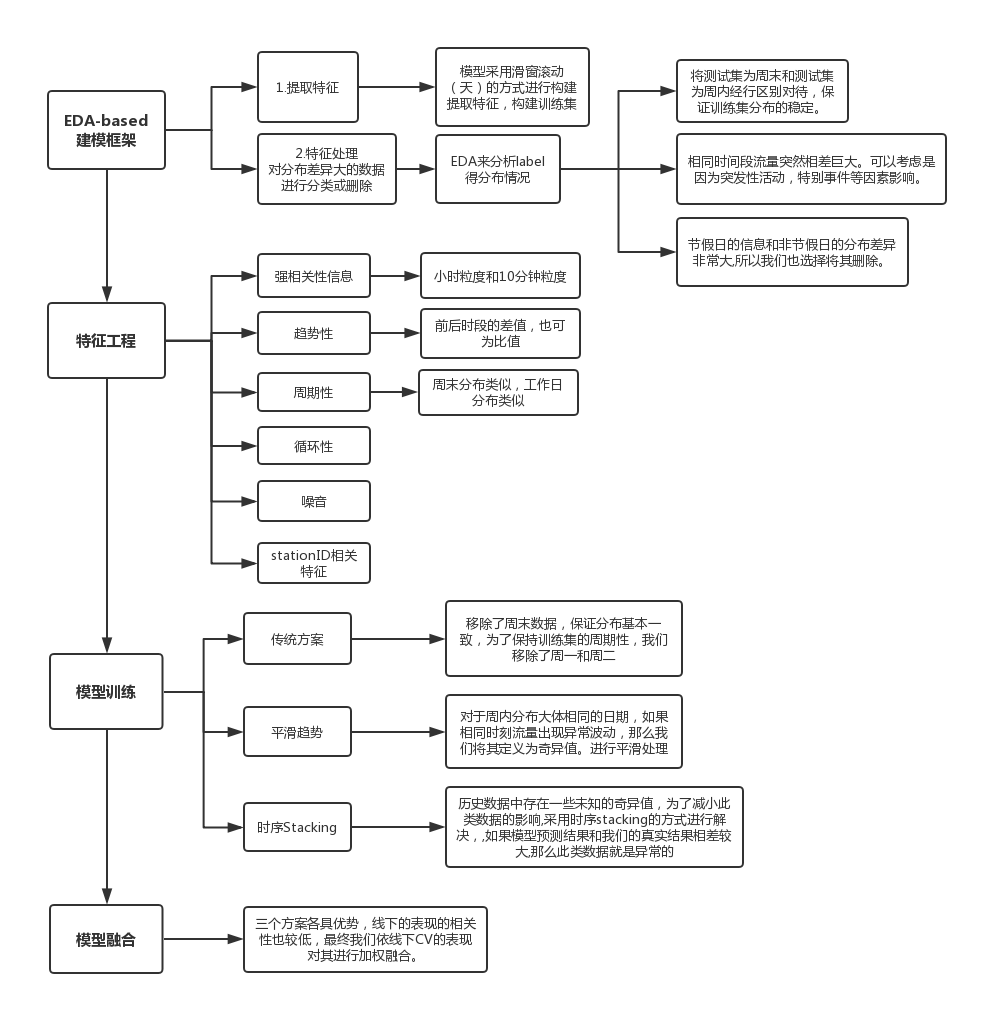 EDA-based
建模框架
1.提取特征
模型采用滑窗滚动
（天）的方式进行构建
提取特征，构建训练集
2.特征处理
对分布差异大的数据
进行分类或删除
EDA来分析label
得分布情况
将测试集为周末和测试集
为周内经行区别对待，保
证训练集分布的稳定。
相同时间段流量突然相差巨大。可以考虑是
因为突发性活动，特别事件等因素影响。
节假日的信息和非节假日的分布差异
非常大,所以我们也选择将其删除。
特征工程
强相关性信息
小时粒度和10分钟粒度
趋势性
前后时段的差值，也可
为比值
周期性
周末分布类似，工作日
分布类似
循环性
噪音
stationID相关
特征
模型训练
传统方案
移除了周末数据，保证分布基本一
致，为了保持训练集的周期性，我们
移除了周一和周二
平滑趋势
对于周内分布大体相同的日期，如果
相同时刻流量出现异常波动，那么我
们将其定义为奇异值。进行平滑处理
时序Stacking
历史数据中存在一些未知的奇异值，为了减小此
类数据的影响,采用时序stacking的方式进行解
决，,如果模型预测结果和我们的真实结果相差较
大,那么此类数据就是异常的
模型融合
三个方案各具优势，线下的表现的相关
性也较低，最终我们依线下CV的表现
对其进行加权融合。